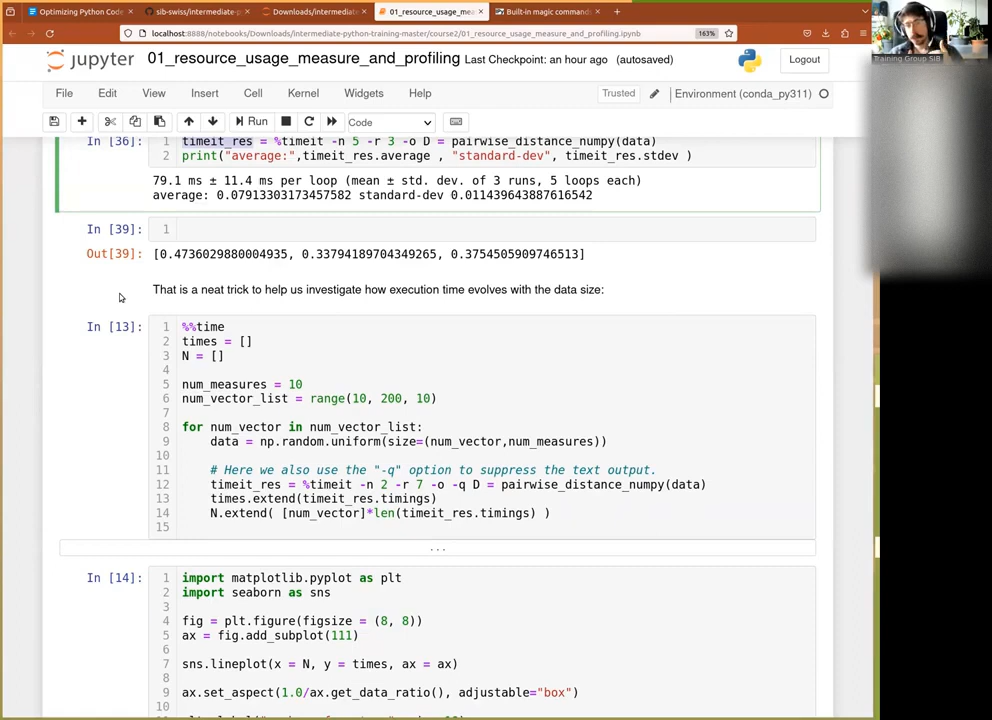 Optimizing Python Code
sib-swiss/intermediate-p
Downloads/intermediate
01_resource_usage_mea
Built-in magic command
localhost:8888/notebooks/Downloads/intermediate-python-training-master/course2/01_resource_usage_measure_and_profiling.ipynb
163%
Training Group SIB
jupyter 01_resource_usage_measure_and_profiling Last Checkpoint: an hour ago (autosaved)
Logout
File Edit View Insert Cell Kernel Widgets Help
Trusted
Environment (conda_py311)
Run
Code
In [36]: 1 timeit_res = %timeit -n 5 -r 3 -o D = pairwise_distance_numpy(data)
2 print("average:",timeit_res.average , "standard-dev", timeit_res.stdev )
79.1 ms ± 11.4 ms per loop (mean ± std. dev. of 3 runs, 5 loops each)
average: 0.07913303173457582 standard-dev 0.011439643887616542
In [39]: 1
Out[39]: [0.4736029880004935, 0.33794189704349265, 0.3754505909746513]
That is a neat trick to help us investigate how execution time evolves with the data size:
In [13]: 1 %%time
2 times = []
3 N = []
4
5 num_measures = 10
6 num_vector_list = range(10, 200, 10)
7
8 for num_vector in num_vector_list:
9 data = np.random.uniform(size=(num_vector,num_measures))
10
11 # Here we also use the "-q" option to suppress the text output.
12 timeit_res = %timeit -n 2 -r 7 -o -q D = pairwise_distance_numpy(data)
13 times.extend(timeit_res.timings)
14 N.extend( [num_vector]*len(timeit_res.timings) )
15
...
In [14]: 1 import matplotlib.pyplot as plt
2 import seaborn as sns
3
4 fig = plt.figure(figsize = (8, 8))
5 ax = fig.add_subplot(111)
6
7 sns.lineplot(x = N, y = times, ax = ax)
8
9 ax.set_aspect(1.0/ax.get_data_ratio(), adjustable="box")
10